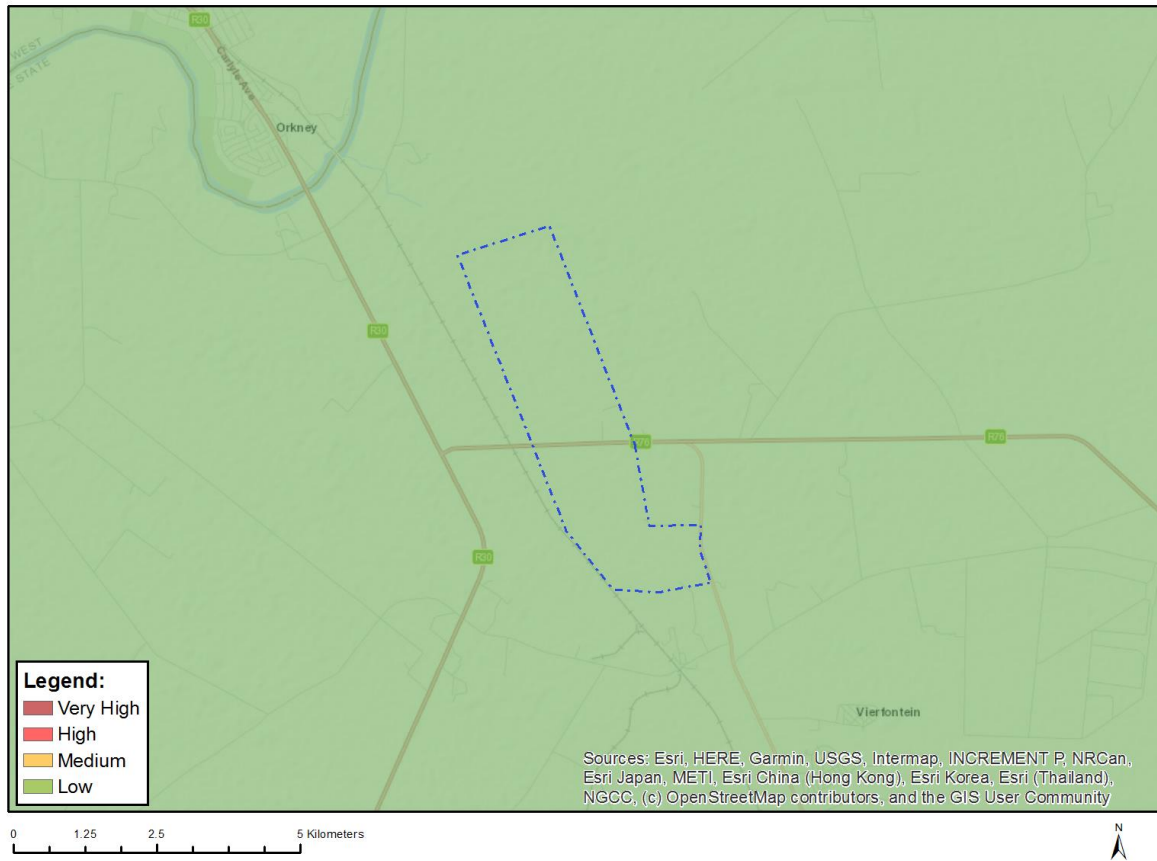 R30
WEST
STATE
Carlyle Ave
Orkney
R30
R76
R76
R30
Vierfontein
Legend:
Very High
High
Medium
Low
Sources: Esri, HERE, Garmin, USGS, Intermap, INCREMENT P, NRCan,
Esri Japan, METI, Esri China (Hong Kong), Esri Korea, Esri (Thailand),
NGCC, (c) OpenStreetMap contributors, and the GIS User Community
0 1.25 2.5 5 Kilometers
N